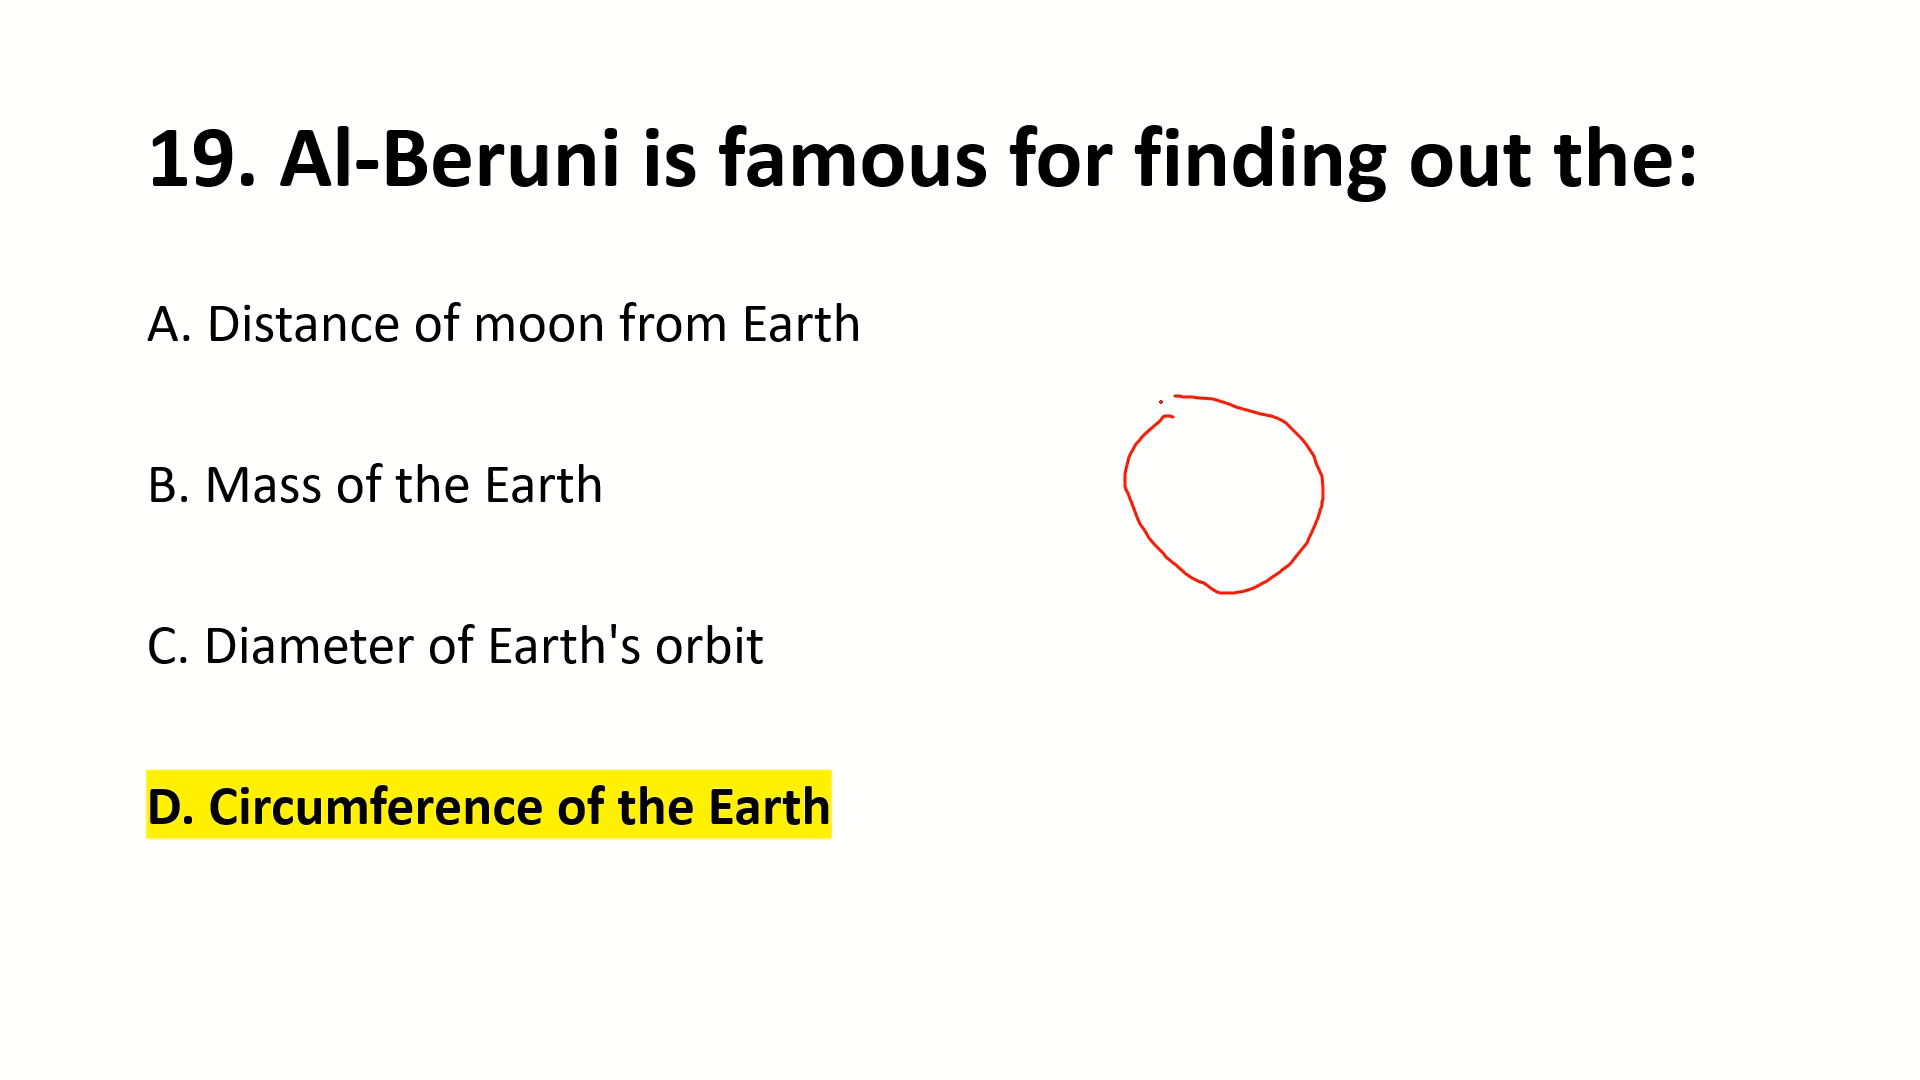 19. Al-Beruni is famous for finding out the:
A. Distance of moon from Earth
B. Mass of the Earth
C. Diameter of Earth's orbit
D. Circumference of the Earth